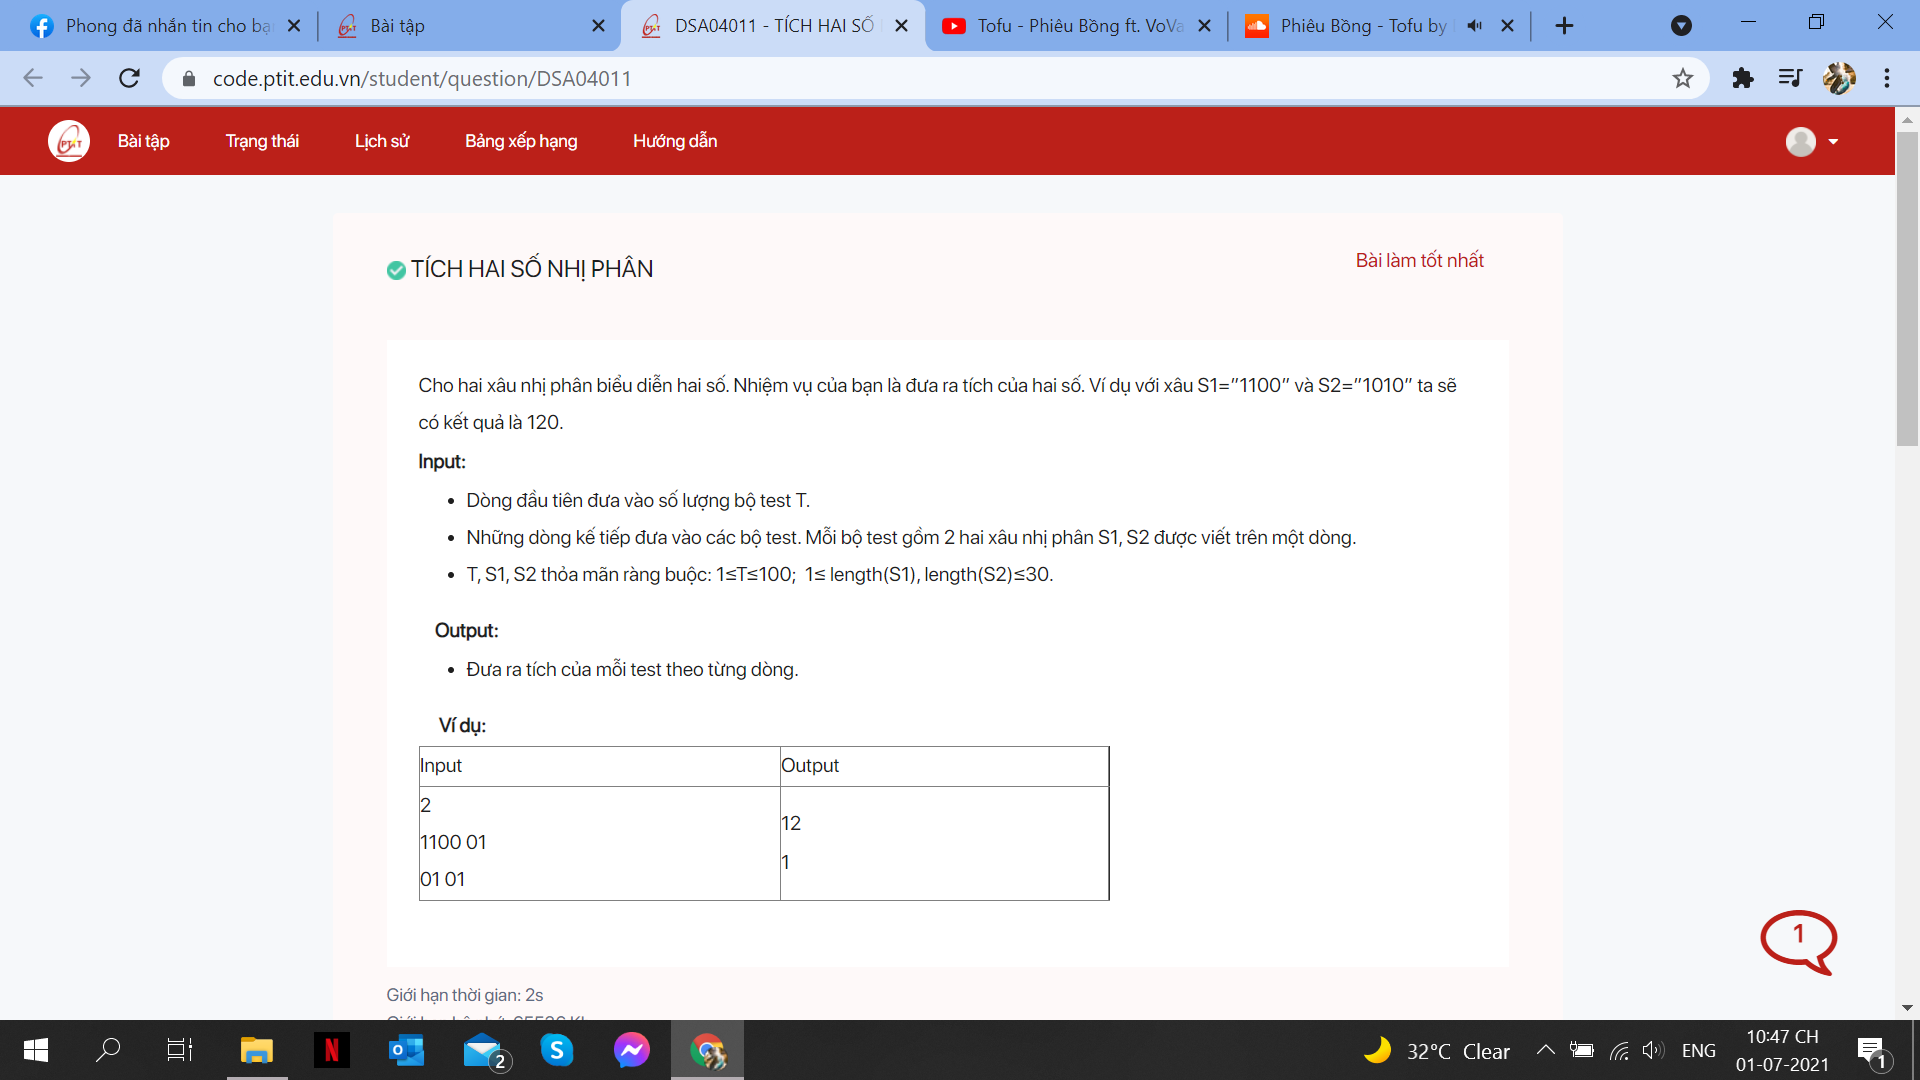 Phong đã nhắn tin cho bạ
Bài tập
DSA04011 - TÍCH HAI SỐ
Tofu - Phiêu Bồng ft. VoVa
Phiêu Bồng - Tofu by
code.ptit.edu.vn/student/question/DSA04011
PTIT
Bài tập
Trạng thái
Lịch sử
Bảng xếp hạng
Hướng dẫn
TÍCH HAI SỐ NHỊ PHÂN
Bài làm tốt nhất
Cho hai xâu nhị phân biểu diễn hai số. Nhiệm vụ của bạn là đưa ra tích của hai số. Ví dụ với xâu S1=”1100” và S2=”1010” ta sẽ
có kết quả là 120.
Input:
• Dòng đầu tiên đưa vào số lượng bộ test T.
• Những dòng kế tiếp đưa vào các bộ test. Mỗi bộ test gồm 2 hai xâu nhị phân S1, S2 được viết trên một dòng.
• T, S1, S2 thỏa mãn ràng buộc: 1≤T≤100; 1≤ length(S1), length(S2)≤30.
Output:
• Đưa ra tích của mỗi test theo từng dòng.
Ví dụ:
Input
Output
2
1100 01
01 01
12
1
1
Giới hạn thời gian: 2s
N
2
S
32°C Clear
ENG
10:47 CH
01-07-2021
1